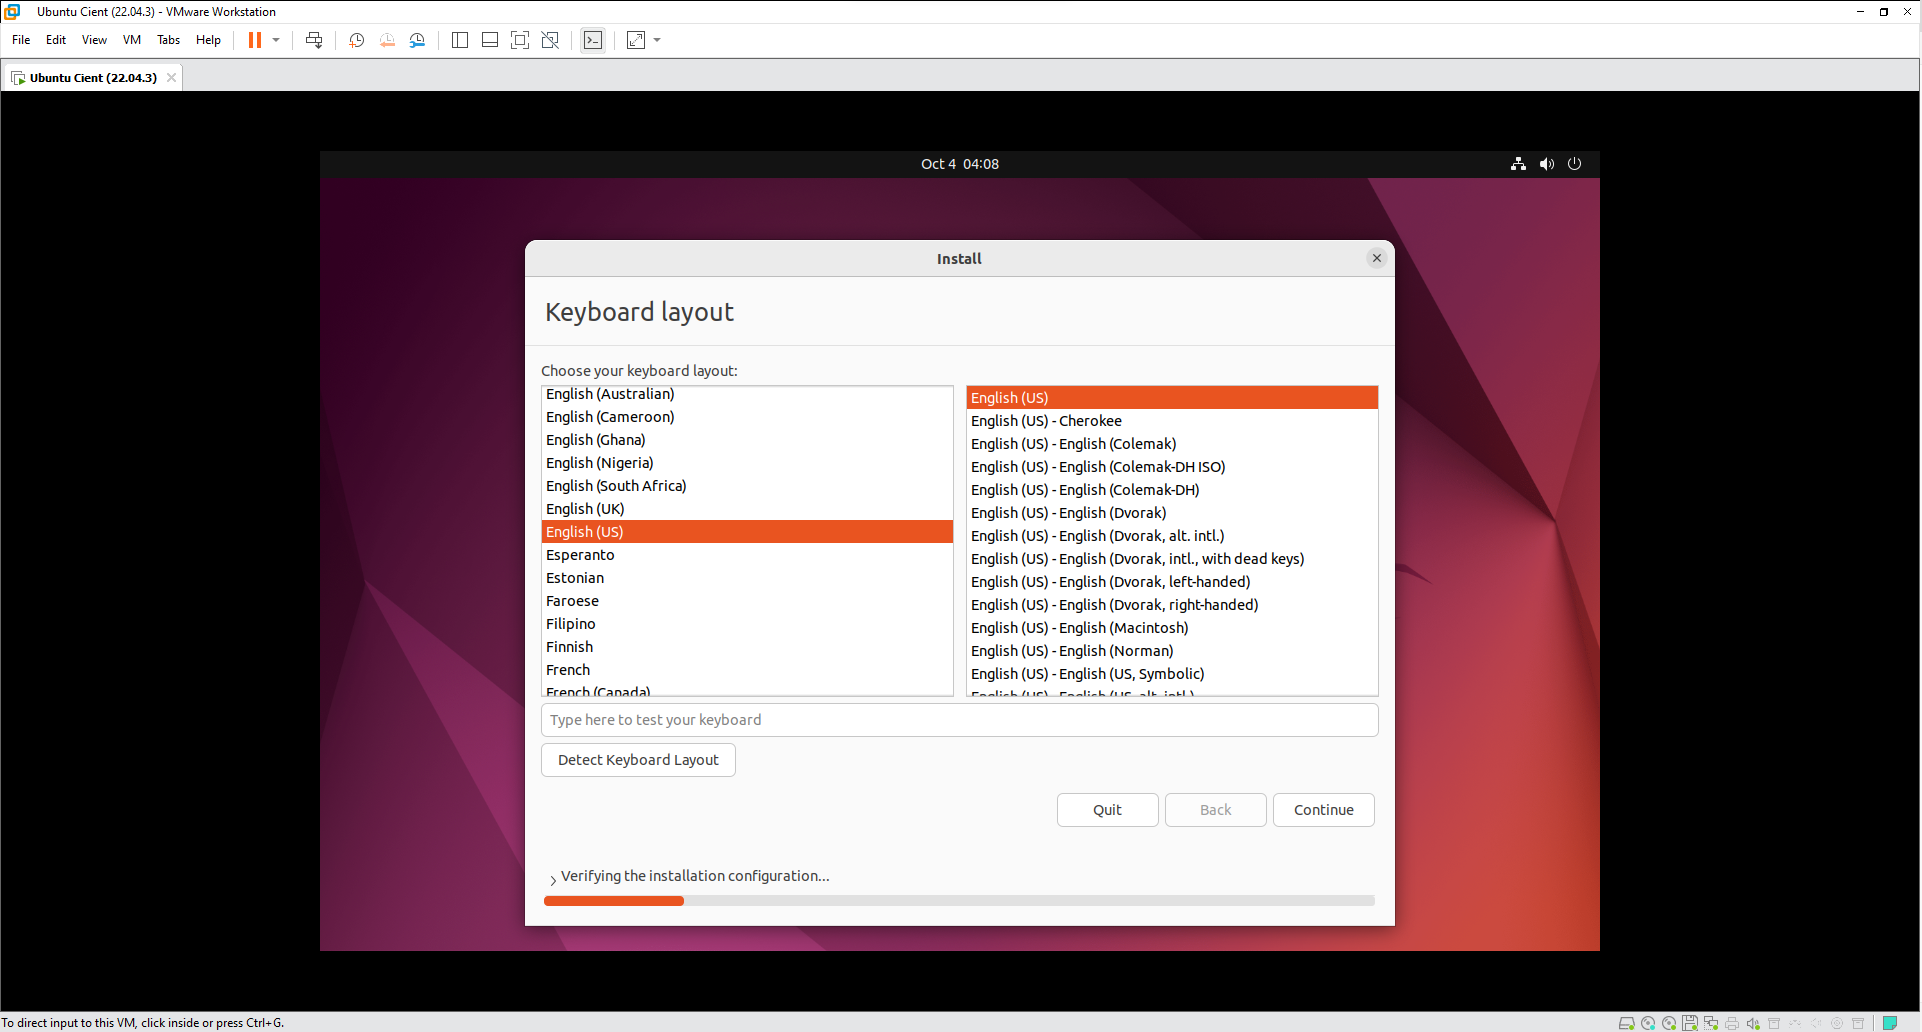 Ubuntu Cient (22.04.3) - VMware Workstation
File Edit View VM Tabs Help
Ubuntu Cient (22.04.3)
Oct 4 04:08
Install
Keyboard layout
Choose your keyboard layout:
English (Australian)
English (Cameroon)
English (Ghana)
English (Nigeria)
English (South Africa)
English (UK)
English (US)
Esperanto
Estonian
Faroese
Filipino
Finnish
French
French (Canada)
English (US)
English (US) - Cherokee
English (US) - English (Colemak)
English (US) - English (Colemak-DH ISO)
English (US) - English (Colemak-DH)
English (US) - English (Dvorak)
English (US) - English (Dvorak, alt. intl.)
English (US) - English (Dvorak, intl., with dead keys)
English (US) - English (Dvorak, left-handed)
English (US) - English (Dvorak, right-handed)
English (US) - English (Macintosh)
English (US) - English (Norman)
English (US) - English (US, Symbolic)
English (US) - English (US, alt. intl.)
Type here to test your keyboard
Detect Keyboard Layout
Quit Back Continue
Verifying the installation configuration...
To direct input to this VM, click inside or press Ctrl+G.